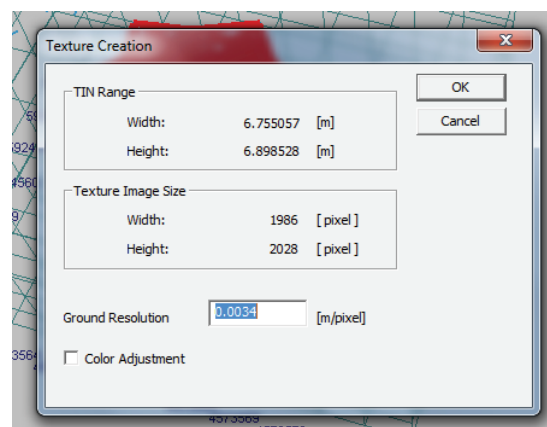 Texture Creation
TIN Range
Width: 6.755057 [m]
Height: 6.898528 [m]
OK
Cancel
Texture Image Size
Width: 1986 [ pixel ]
Height: 2028 [ pixel ]
Ground Resolution 0.0034 [m/pixel]
Color Adjustment
4573569